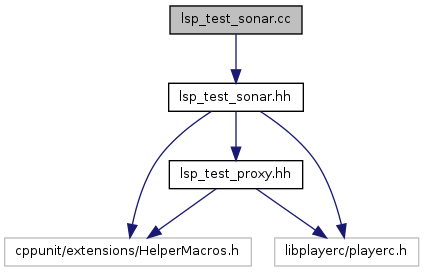 lsp_test_sonar.cc
lsp_test_sonar.hh
lsp_test_proxy.hh
cppunit/extensions/HelperMacros.h
libplayerc/playerc.h